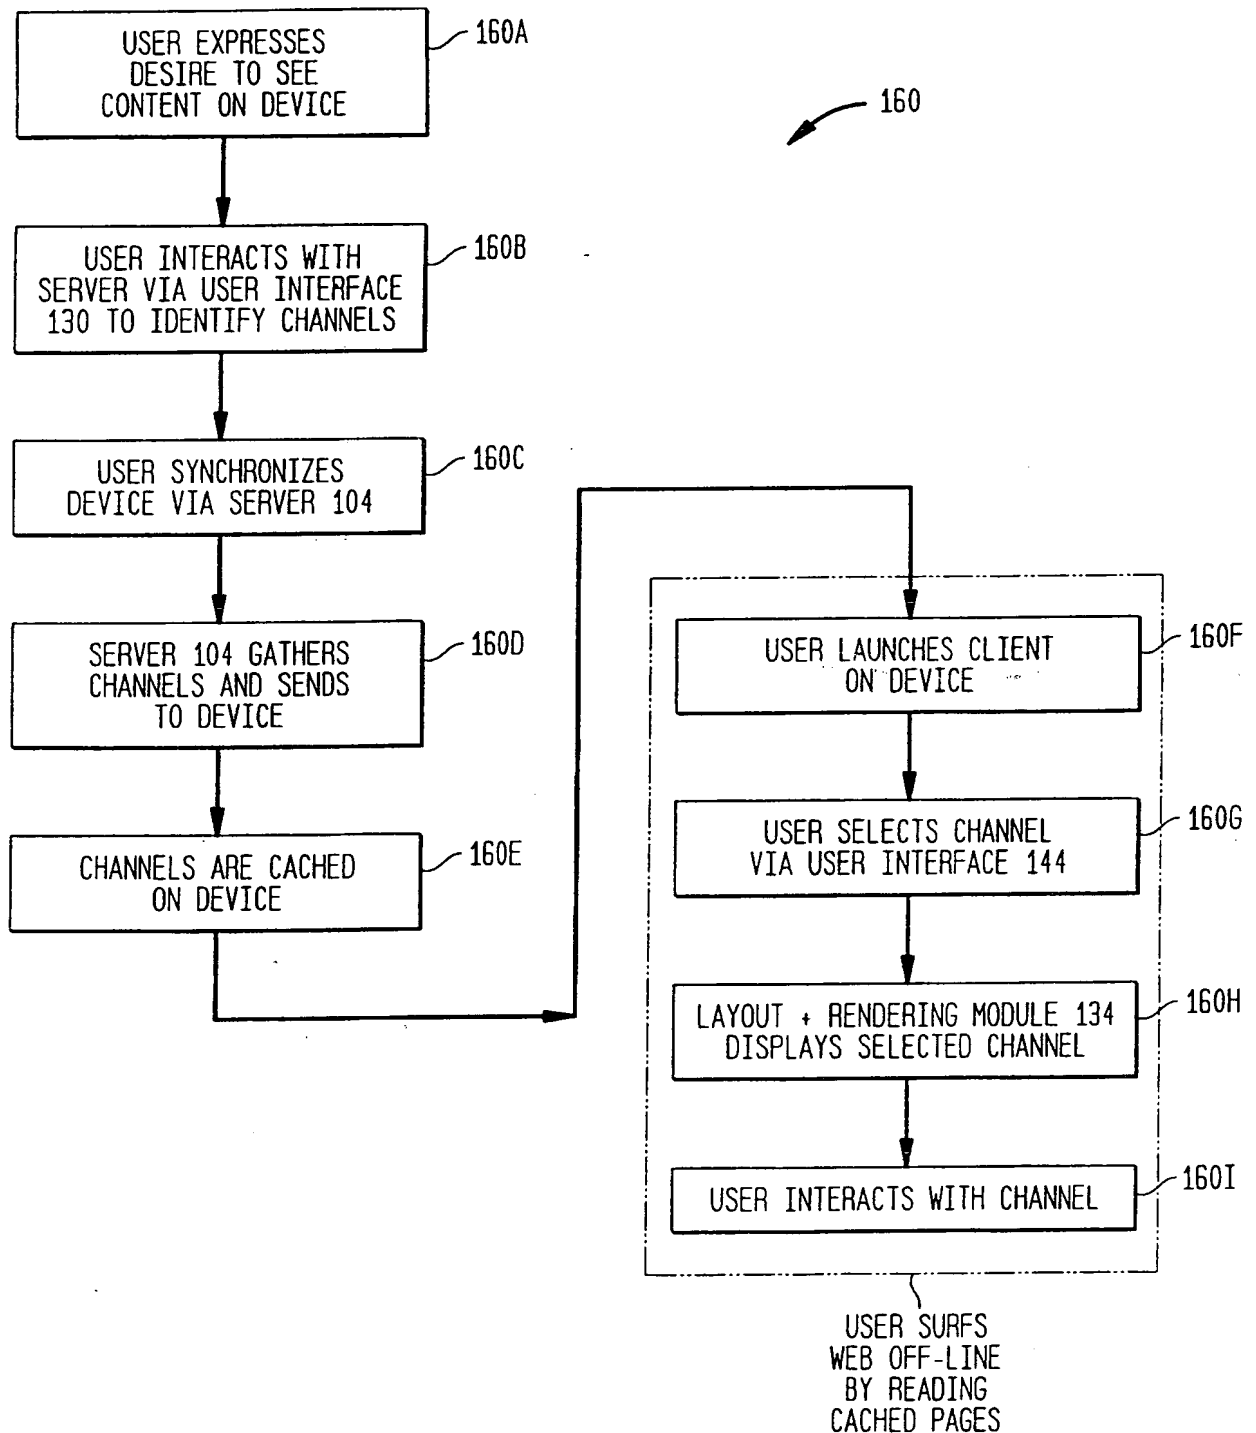 USER EXPRESSES
DESIRE TO SEE
CONTENT ON DEVICE
160A
160
USER INTERACTS WITH
SERVER VIA USER INTERFACE
130 TO IDENTIFY CHANNELS
160B
USER SYNCHRONIZES
DEVICE VIA SERVER 104
160C
SERVER 104 GATHERS
CHANNELS AND SENDS
TO DEVICE
160D
CHANNELS ARE CACHED
ON DEVICE
160E
USER LAUNCHES CLIENT
ON DEVICE
160F
USER SELECTS CHANNEL
VIA USER INTERFACE 144
160G
LAYOUT + RENDERING MODULE 134
DISPLAYS SELECTED CHANNEL
160H
USER INTERACTS WITH CHANNEL
160I
USER SURFS
WEB OFF-LINE
BY READING
CACHED PAGES